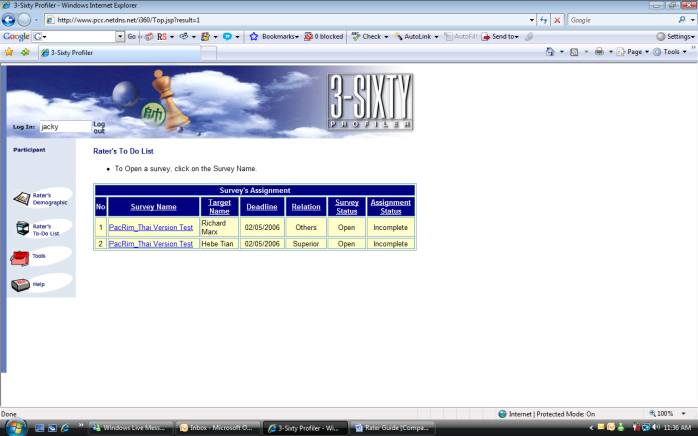 3-Sixty Profiler - Windows Internet Explorer
http://www.pcc.netdns.net/i360/Top.jsp?result=1
Google
Google G Go RS Bookmarks 0 blocked Check AutoLink AutoFill Send to Settings
3-Sixty Profiler Page Tools
帥
3-SIXTY
PROFILER
Log In: jacky Log out
Participant
Rater's Demographic
Rater's To-Do List
Tools
Help
Rater's To Do List
• To Open a survey, click on the Survey Name.
Survey's Assignment
No Survey Name Target Name Deadline Relation Survey Status Assignment Status
1 PacRim_Thai Version Test Richard Marx 02/05/2006 Others Open Incomplete
2 PacRim_Thai Version Test Hebe Tian 02/05/2006 Superior Open Incomplete
Done Internet | Protected Mode: On 100%
Windows Live Mess... Inbox - Microsoft O... 3-Sixty Profiler - Wi... Rater Guide [Compa... 11:36 AM